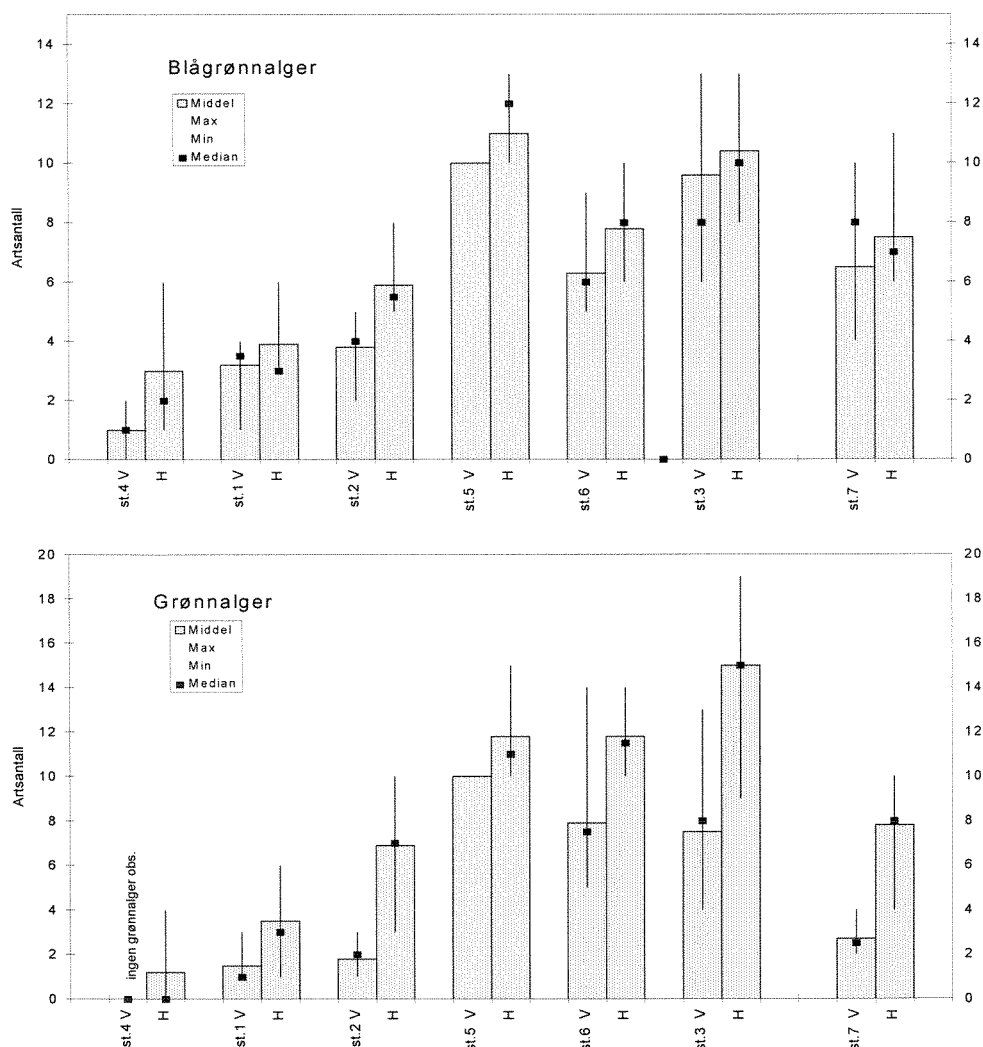 14
12
10
8
6
4
2
0
Artsantall
Blågrønnalger
Middel
Max
Min
Median
14
12
10
8
6
4
2
0
st.4 V
H
st.1 V
H
st.2 V
H
st.5 V
H
st.6 V
H
st.3 V
H
st.7 V
H
20
18
16
14
12
10
8
6
4
2
0
Artsantall
Grønnalger
Middel
Max
Min
Median
ingen grønnalger obs.
20
18
16
14
12
10
8
6
4
2
0
st.4 V
H
st.1 V
H
st.2 V
H
st.5 V
H
st.6 V
H
st.3 V
H
st.7 V
H